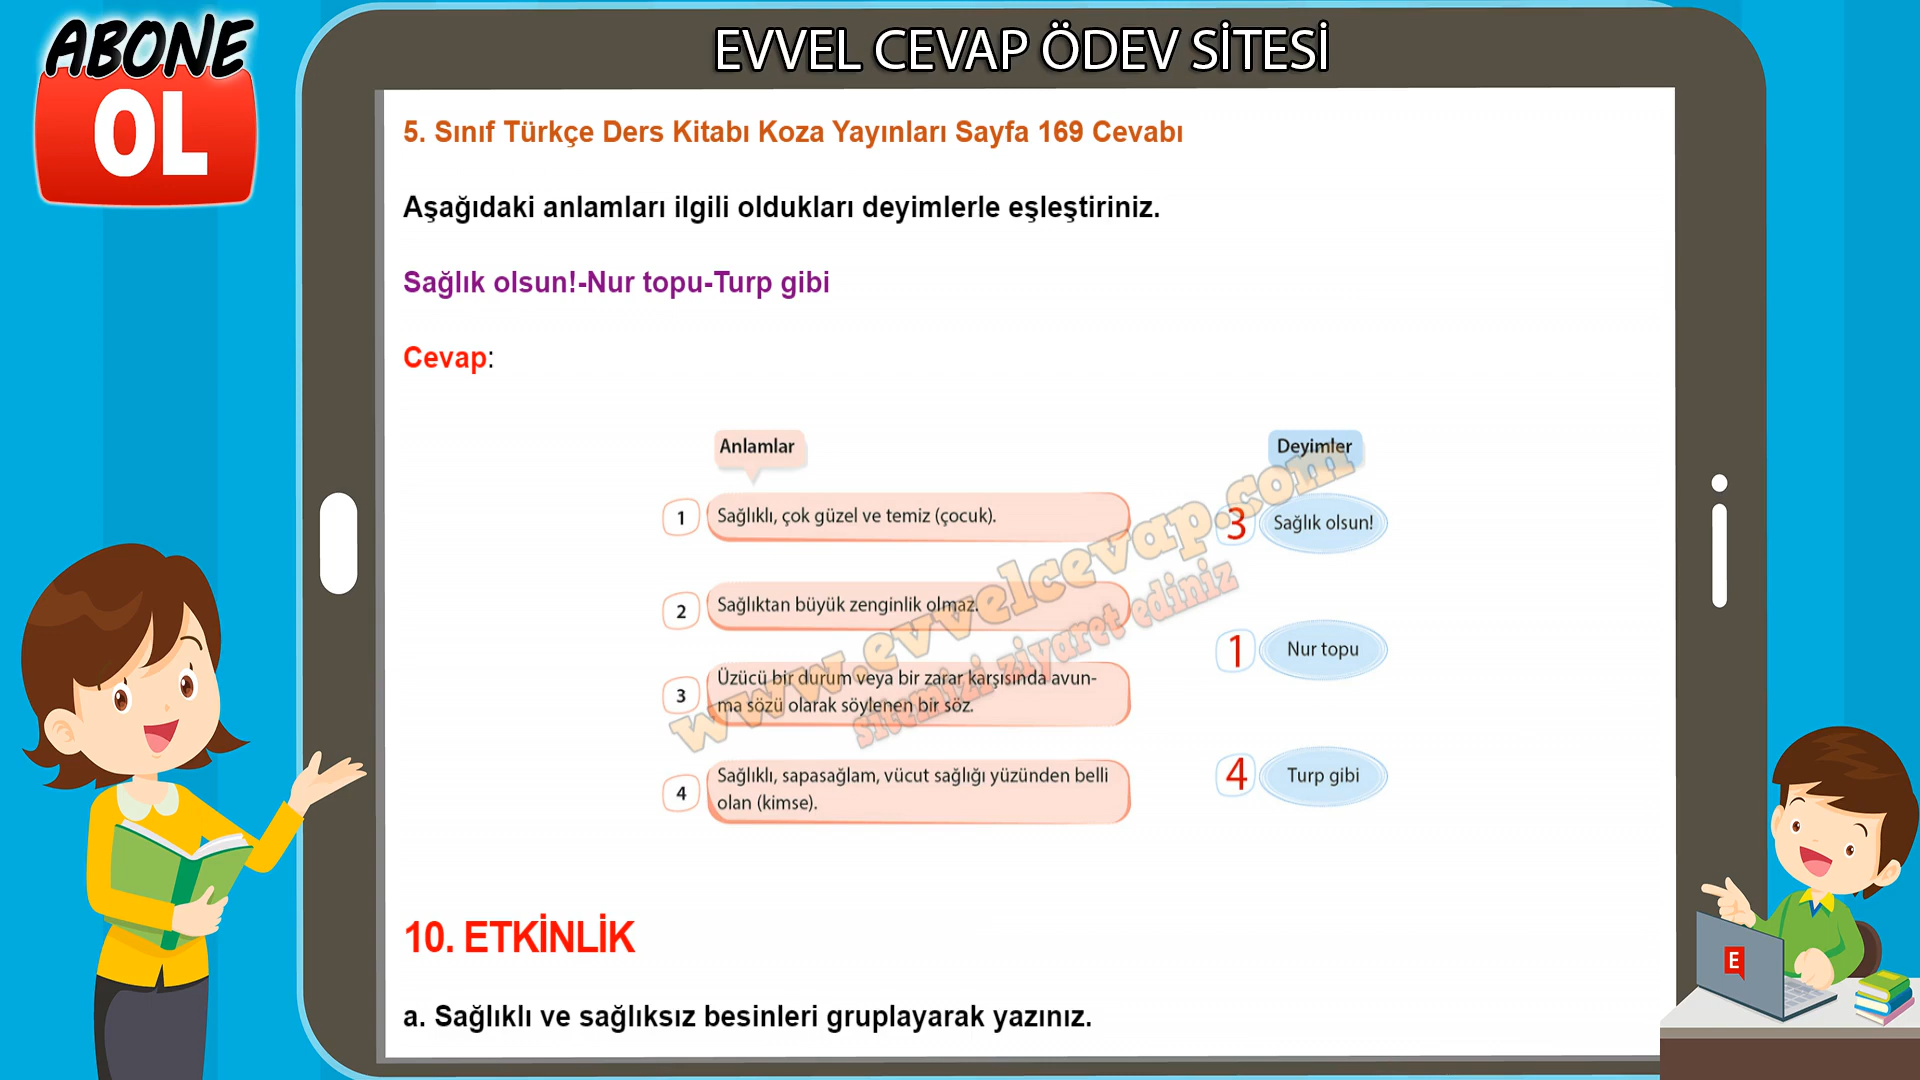 ABONE
OL
EVVEL CEVAP ÖDEV SİTESİ
5. Sınıf Türkçe Ders Kitabı Koza Yayınları Sayfa 169 Cevabı
Aşağıdaki anlamları ilgili oldukları deyimlerle eşleştiriniz.
Sağlık olsun!-Nur topu-Turp gibi
Cevap:
Anlamlar
Deyimler
1 Sağlıklı, çok güzel ve temiz (çocuk).
3 Sağlık olsun!
2 Sağlıktan büyük zenginlik olmaz.
1 Nur topu
3 Üzücü bir durum veya bir zarar karşısında avun-
ma sözü olarak söylenen bir söz.
4 Sağlıklı, sapasağlam, vücut sağlığı yüzünden belli
olan (kimse).
4 Turp gibi
www.evvelcevap.com
sitemizi ziyaret ediniz
10. ETKİNLİK
a. Sağlıklı ve sağlıksız besinleri gruplayarak yazınız.
E